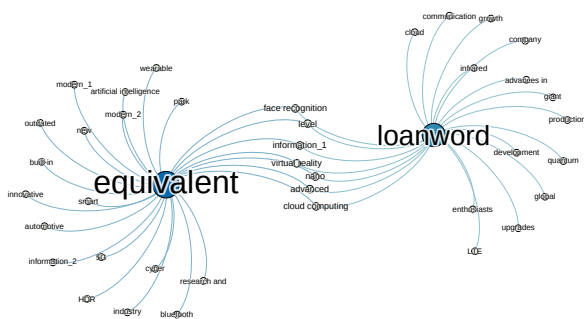 communication
growth
cloud
company
wearable
infrared
modern_1
artificial intelligence
advances in
giant
park
face recognition
modern_2
production
outdated
new
level
loanword
information_1
development
built-in
virtual reality
quantum
nano
equivalent
advanced
innovative
smart
global
cloud computing
enthusiasts
automotive
upgrades
5G
LTE
information_2
cyber
research and
HDR
industry
bluetooth